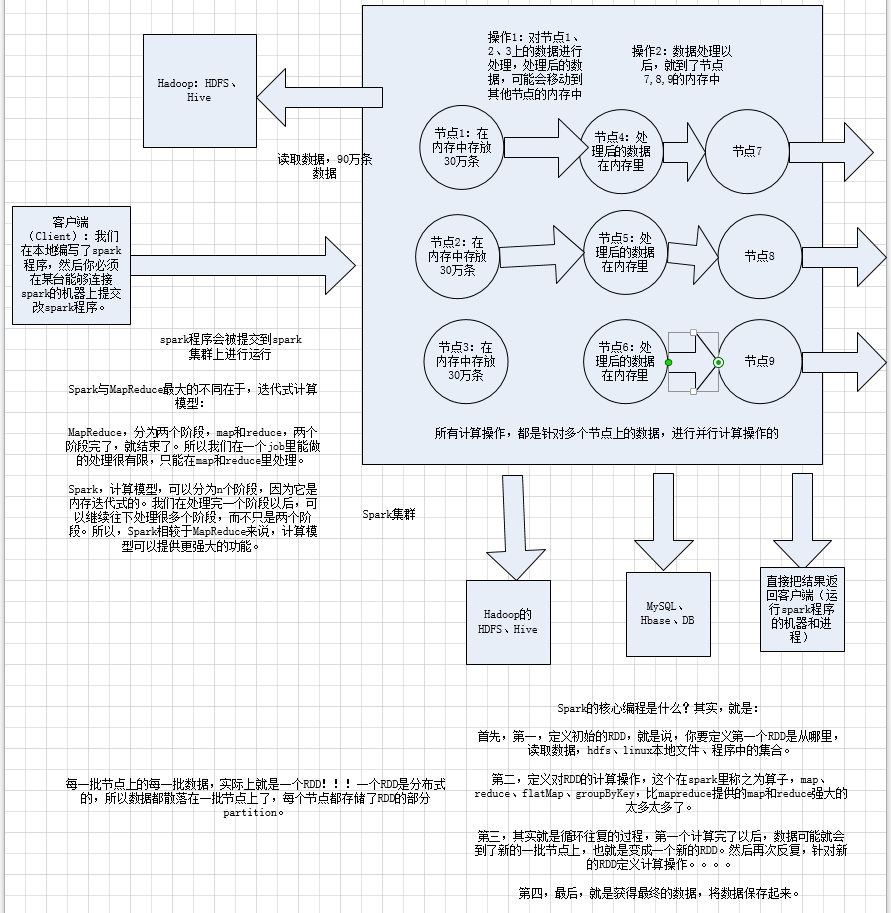 操作1：对节点1、
2、3上的数据进行
处理，处理后的数
据，可能会移动到
其他节点的内存中
操作2：数据处理以
后，就到了节点
7,8,9的内存中
Hadoop：HDFS、
Hive
读取数据，90万条
数据
节点1：在
内存中存放
30万条
节点4：处
理后的数据
在内存里
节点7
客户端
（Client）：我们
在本地编写了spark
程序，然后你必须
在某台能够连接
spark的机器上提交
改spark程序。
节点2：在
内存中存放
30万条
节点5：处
理后的数据
在内存里
节点8
spark程序会被提交到spark
集群上进行运行
节点3：在
内存中存放
30万条
节点6：处
理后的数据
在内存里
节点9
所有计算操作，都是针对多个节点上的数据，进行并行计算操作的
Spark与MapReduce最大的不同在于，迭代式计算
模型：
MapReduce，分为两个阶段，map和reduce，两个
阶段完了，就结束了。所以我们在一个job里能做
的处理很有限，只能在map和reduce里处理。
Spark，计算模型，可以分为n个阶段，因为它是
内存迭代式的。我们在处理完一个阶段以后，可
以继续往下处理很多个阶段，而不只是两个阶
段。所以，Spark相较于MapReduce来说，计算模
型可以提供更强大的功能。
Spark集群
Hadoop的
HDFS、Hive
MySQL、
Hbase、DB
直接把结果返
回客户端（运
行spark程序
的机器和进
程）
Spark的核心编程是什么？其实，就是：
首先，第一，定义初始的RDD，就是说，你要定义第一个RDD是从哪里，
读取数据，hdfs、linux本地文件、程序中的集合。
第二，定义对RDD的计算操作，这个在spark里称之为算子，map、
reduce、flatMap、groupByKey，比mapreduce提供的map和reduce强大的
太多太多了。
第三，其实就是循环往复的过程，第一个计算完了以后，数据可能就会
到了新的一批节点上，也就是变成一个新的RDD。然后再次反复，针对新
的RDD定义计算操作。。。。
第四，最后，就是获得最终的数据，将数据保存起来。
每一批节点上的每一批数据，实际上就是一个RDD！！！一个RDD是分布式
的，所以数据都散落在一批节点上了，每个节点都存储了RDD的部分
partition。